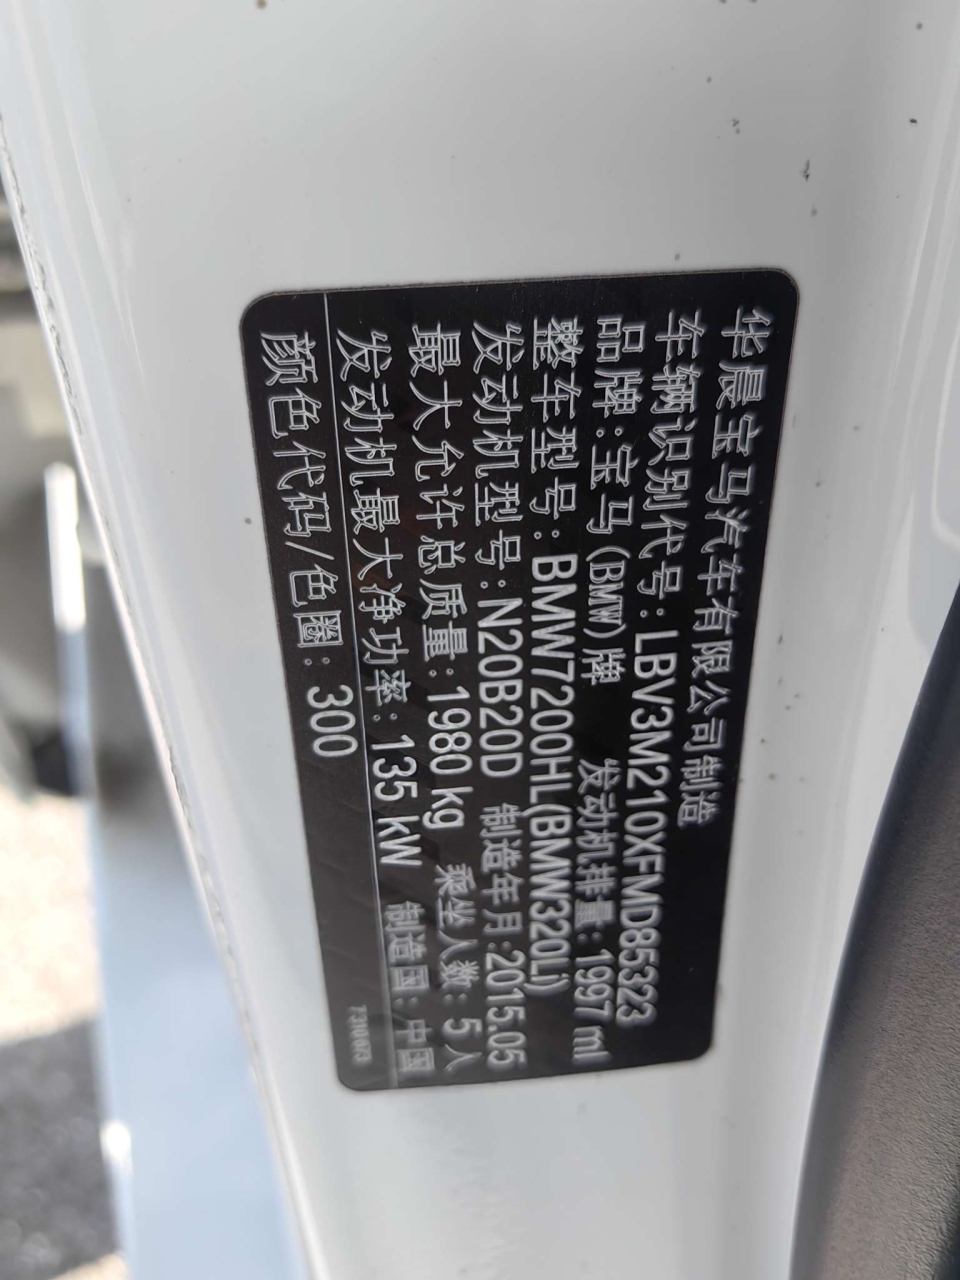 华晨宝马汽车有限公司制造
车辆识别代号: LBV3M210XFMD85323
品牌: 宝马(BMW)牌 发动机排量: 1997 ml
整车型号: BMW7200HL(BMW320Li)
发动机型号: N20B20D 制造年月: 2015.05
最大允许总质量: 1980 kg 乘坐人数: 5人
发动机最大净功率: 135 kW 制造国: 中国
颜色代码/色圈: 300